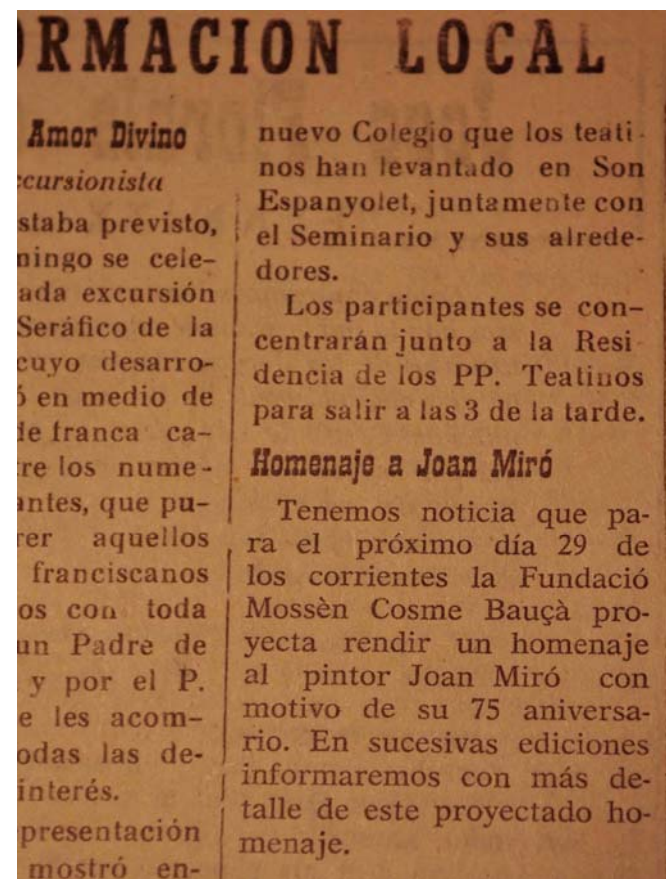 ORMACION LOCAL
Amor Divino
cursionista
staba previsto,
mingo se cele-
ada excursión
Seráfico de la
cuyo desarro-
ó en medio de
de franca ca-
tre los nume-
antes, que pu-
rer aquellos
franciscanos
os con toda
un Padre de
y por el P.
e les acom-
odas las de-
interés.
presentación
mostró en-
nuevo Colegio que los teati-
nos han levantado en Son
Espanyolet, juntamente con
el Seminario y sus alrede-
dores.
Los participantes se con-
centrarán junto a la Resi-
dencia de los PP. Teatinos
para salir a las 3 de la tarde.
Homenaje a Joan Miró
Tenemos noticia que pa-
ra el próximo día 29 de
los corrientes la Fundació
Mossèn Cosme Bauçà pro-
yecta rendir un homenaje
al pintor Joan Miró con
motivo de su 75 aniversa-
rio. En sucesivas ediciones
informaremos con más de-
talle de este proyectado ho-
menaje.